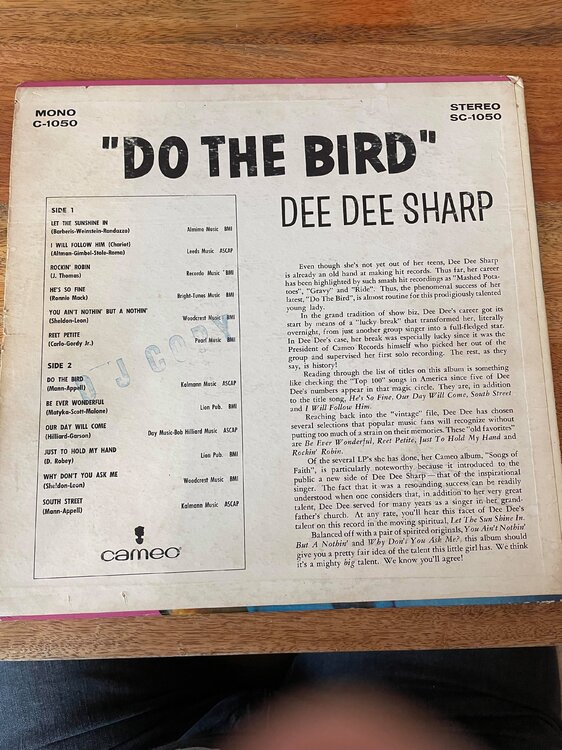 MONO
C-1050
STEREO
SC-1050
"DO THE BIRD"
DEE DEE SHARP
SIDE 1
LET THE SUNSHINE IN
(Barberis-Weinstein-Randazzo) Almimo Music BMI
I WILL FOLLOW HIM (Chariot)
(Altman-Gimbel-Stole-Roma) Leeds Music ASCAP
ROCKIN' ROBIN
(J. Thomas) Recordo Music BMI
HE'S SO FINE
(Ronnie Mack) Bright-Tunes Music BMI
YOU AIN'T NOTHIN' BUT A NOTHIN'
(Sheldon-Leon) Woodcrest Music BMI
REET PETITE
(Carlo-Gordy Jr.) Pearl Music BMI
SIDE 2
DO THE BIRD
(Mann-Appell) Kalmann Music ASCAP
BE EVER WONDERFUL
(Matyka-Scott-Malone) Lion Pub. BMI
OUR DAY WILL COME
(Hilliard-Garson) Day Music-Bob Hilliard Music ASCAP
JUST TO HOLD MY HAND
(D. Robey) Lion Pub. BMI
WHY DON'T YOU ASK ME
(Sheldon-Leon) Woodcrest Music BMI
SOUTH STREET
(Mann-Appell) Kalmann Music ASCAP
D J COPY
cameo
Even though she's not yet out of her teens, Dee Dee Sharp
is already an old hand at making hit records. Thus far, her career
has been highlighted by such smash hit recordings as "Mashed Pota-
toes", "Gravy" and "Ride". Thus, the phenomenal success of her
latest, "Do The Bird", is almost routine for this prodigiously talented
young lady.
In the grand tradition of show biz, Dee Dee's career got its
start by means of a "lucky break" that transformed her, literally
overnight, from just another group singer into a full-fledged star.
In Dee Dee's case, her break was especially lucky since it was the
President of Cameo Records himself who picked her out of the
group and supervised her first solo recording. The rest, as they
say, is history!
Reading through the list of titles on this album is something
like checking the "Top 100" songs in America since five of Dee
Dee's numbers appear in that magic circle. They are, in addition
to the title song, He's So Fine, Our Day Will Come, South Street
and I Will Follow Him.
Reaching back into the "vintage" file, Dee Dee has chosen
several selections that popular music fans will recognize without
putting too much of a strain on their memories. These "old favorites"
are Be Ever Wonderful, Reet Petite, Just To Hold My Hand and
Rockin' Robin.
Of the several LP's she has done, her Cameo album, "Songs of
Faith", is particularly noteworthy because it introduced to the
public a new side of Dee Dee Sharp — that of the inspirational
singer. The fact that it was a resounding success can be readily
understood when one considers that, in addition to her very great
talent, Dee Dee served for many years as a singer in her grand-
father's church. At any rate, you'll hear this facet of Dee Dee's
talent on this record in the moving spiritual, Let The Sun Shine In.
Balanced off with a pair of spirited originals, You Ain't Nothin'
But A Nothin' and Why Don't You Ask Me?, this album should
give you a pretty fair idea of the talent this little girl has. We think
it's a mighty big talent. We know you'll agree!